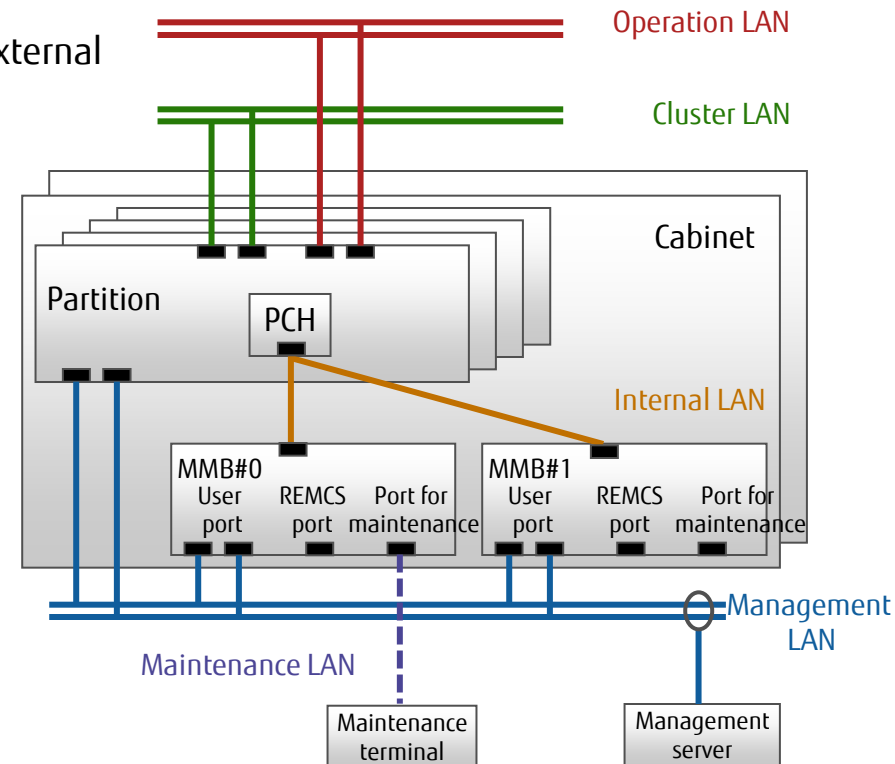 Operation LAN
xternal
Cluster LAN
Cabinet
Partition
PCH
Internal LAN
MMB#0
User
port
REMCS
port
Port for
maintenance
MMB#1
User
port
REMCS
port
Port for
maintenance
Management
LAN
Maintenance LAN
Maintenance
terminal
Management
server